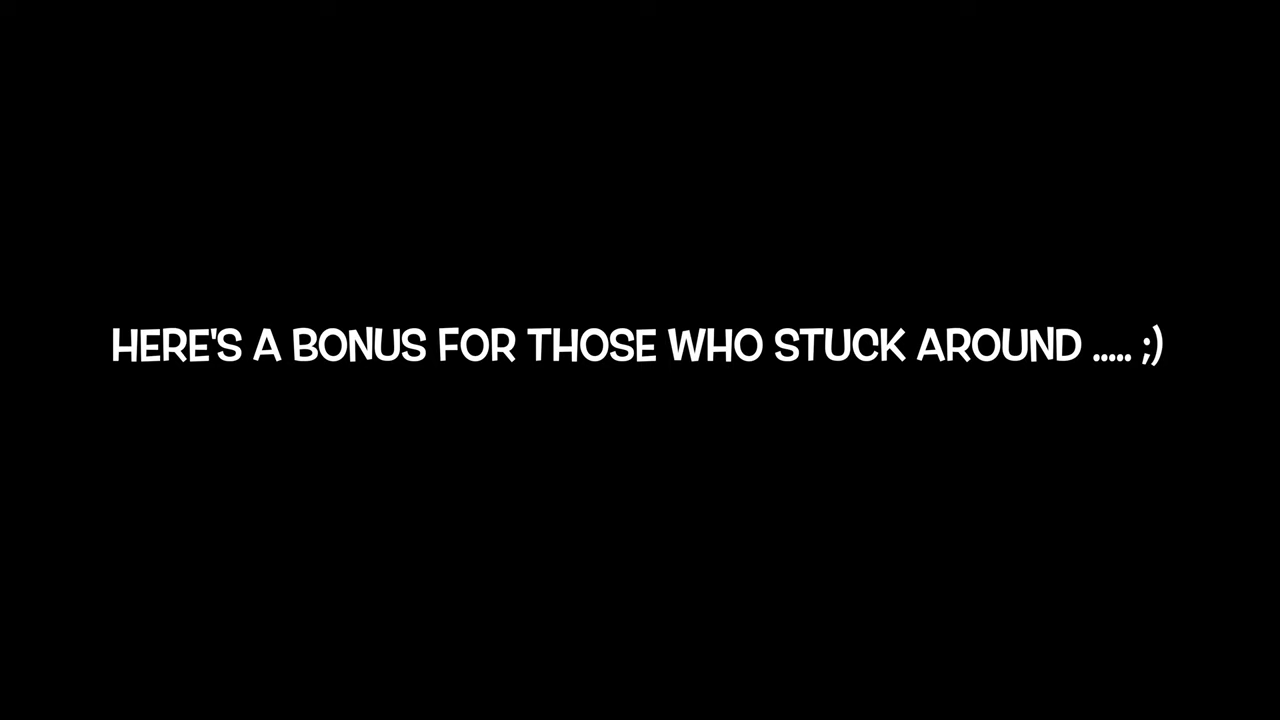 HERE'S A BONUS FOR THOSE WHO STUCK AROUND ..... ;)